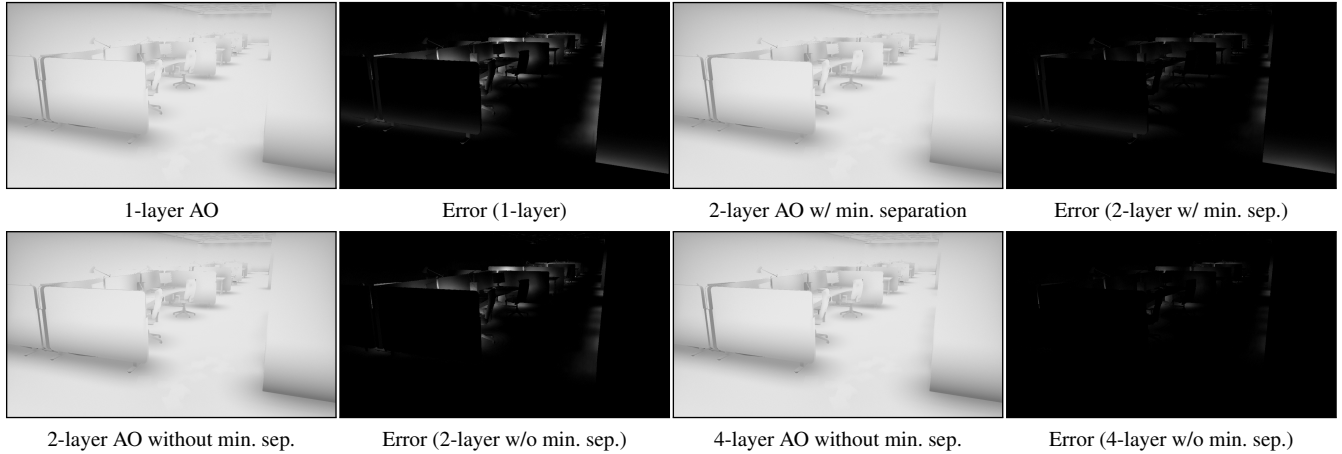 1-layer AO
Error (1-layer)
2-layer AO w/ min. separation
Error (2-layer w/ min. sep.)
2-layer AO without min. sep.
Error (2-layer w/o min. sep.)
4-layer AO without min. sep.
Error (4-layer w/o min. sep.)